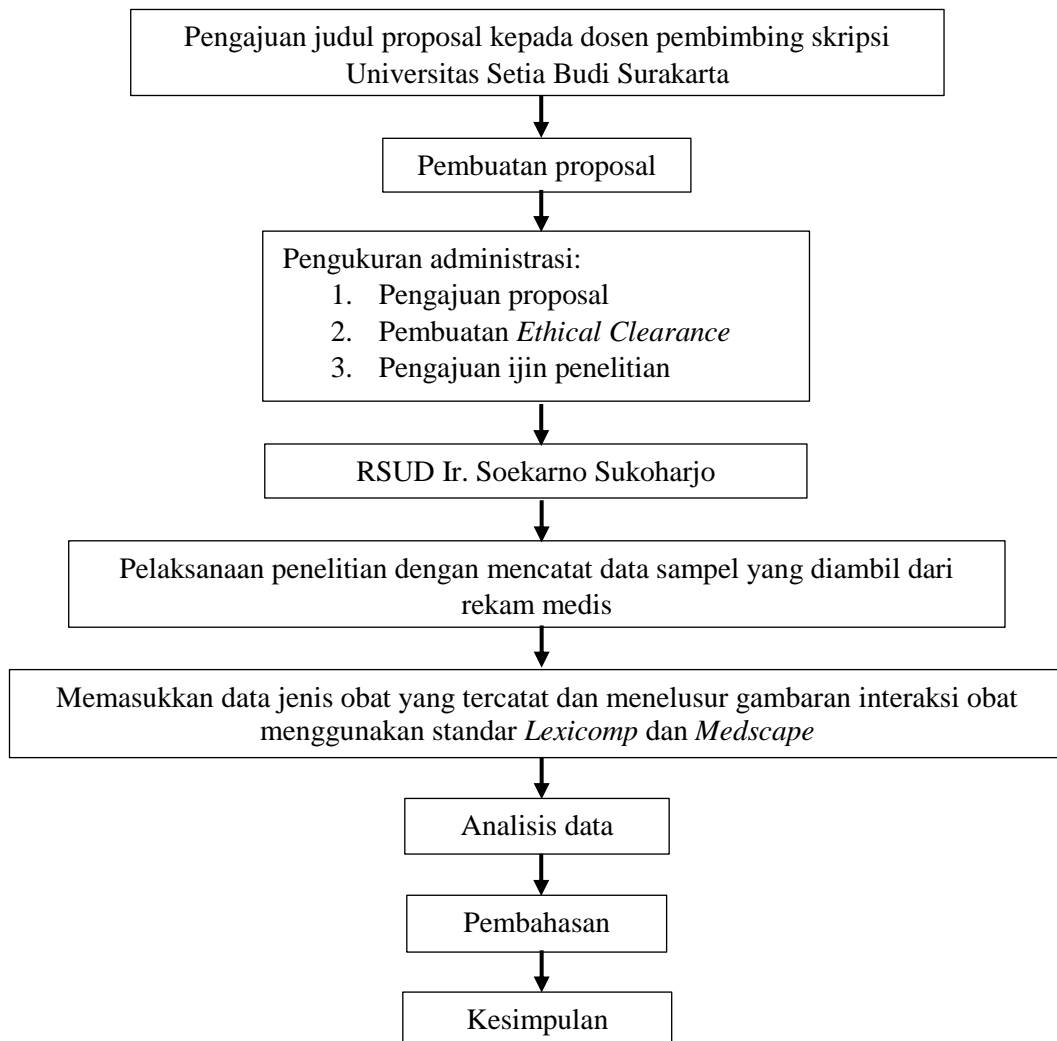 Pengajuan judul proposal kepada dosen pembimbing skripsi
Universitas Setia Budi Surakarta
Pembuatan proposal
Pengukuran administrasi:
1. Pengajuan proposal
2. Pembuatan Ethical Clearance
3. Pengajuan ijin penelitian
RSUD Ir. Soekarno Sukoharjo
Pelaksanaan penelitian dengan mencatat data sampel yang diambil dari
rekam medis
Memasukkan data jenis obat yang tercatat dan menelusur gambaran interaksi obat
menggunakan standar Lexicomp dan Medscape
Analisis data
Pembahasan
Kesimpulan